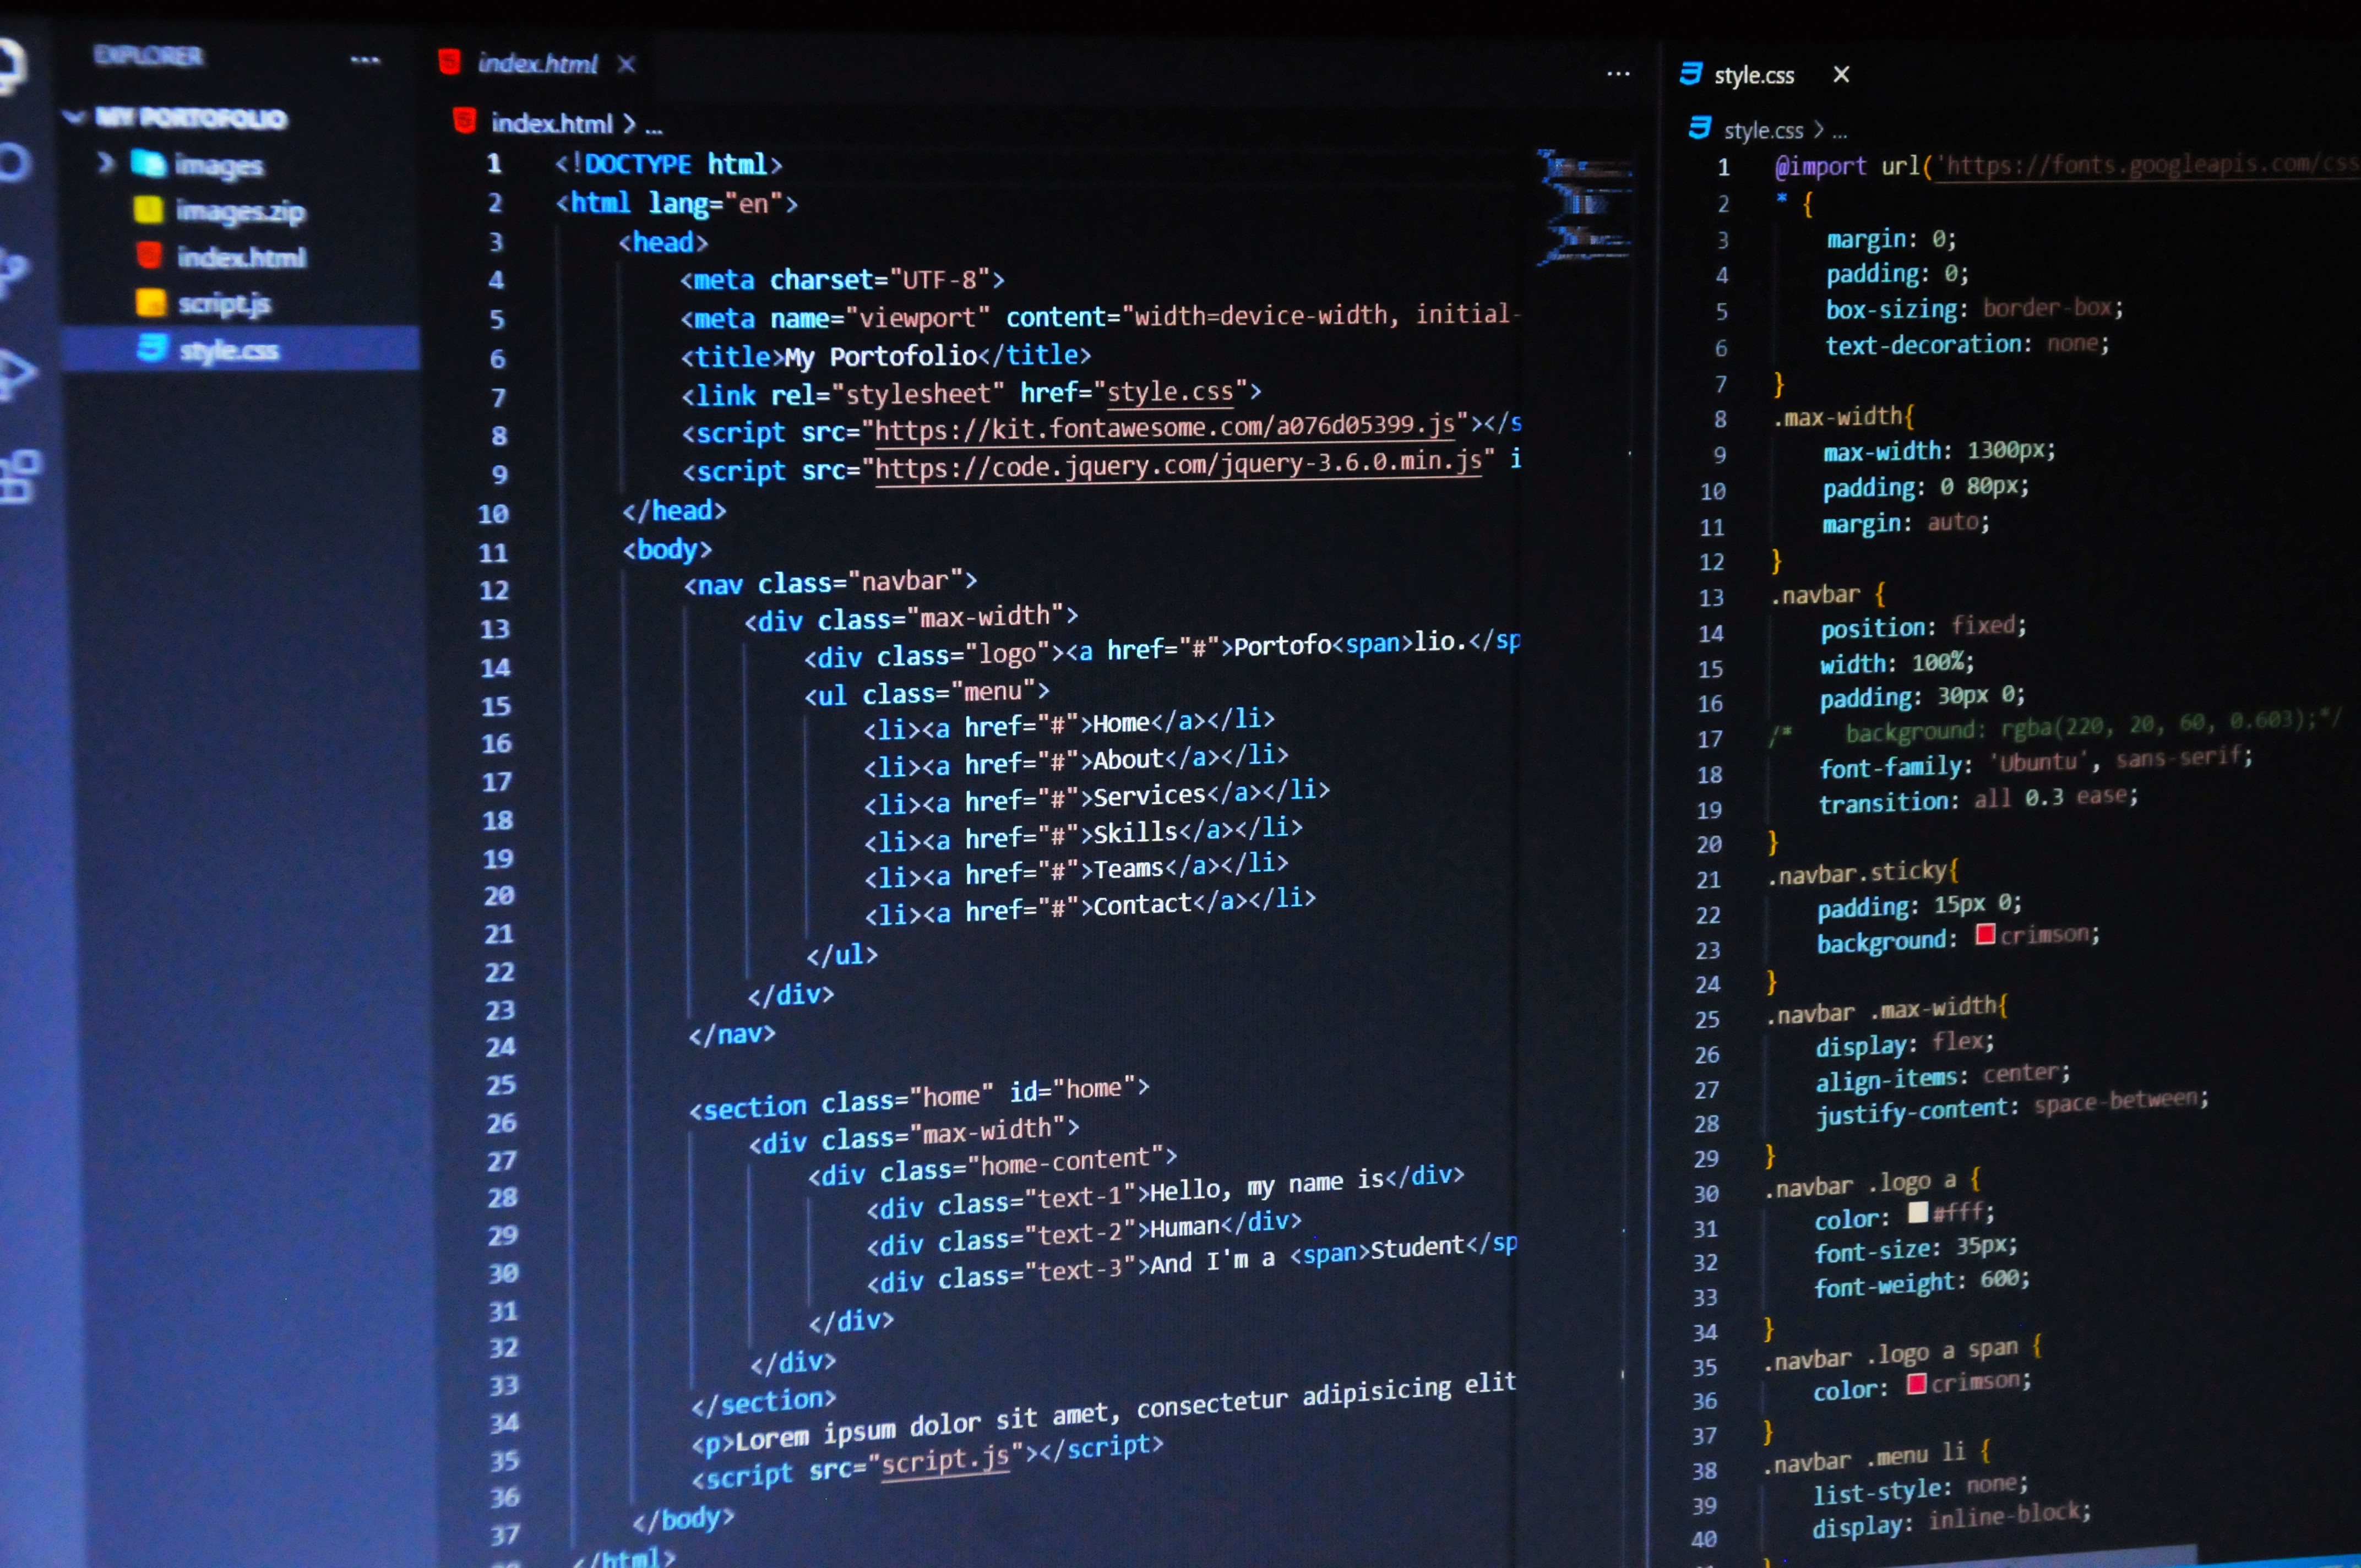 EXPLORER
MY PORTOFOLIO
images
images.zip
index.html
script.js
style.css
index.html
index.html > ...
1 <!DOCTYPE html>
2 <html lang="en">
3 <head>
4 <meta charset="UTF-8">
5 <meta name="viewport" content="width=device-width, initial-
6 <title>My Portofolio</title>
7 <link rel="stylesheet" href="style.css">
8 <script src="https://kit.fontawesome.com/a076d05399.js"></s
9 <script src="https://code.jquery.com/jquery-3.6.0.min.js" i
10 </head>
11 <body>
12 <nav class="navbar">
13 <div class="max-width">
14 <div class="logo"><a href="#">Portofo<span>lio.</sp
15 <ul class="menu">
16 <li><a href="#">Home</a></li>
17 <li><a href="#">About</a></li>
18 <li><a href="#">Services</a></li>
19 <li><a href="#">Skills</a></li>
20 <li><a href="#">Teams</a></li>
21 <li><a href="#">Contact</a></li>
22 </ul>
23 </div>
24 </nav>
25
26 <section class="home" id="home">
27 <div class="max-width">
28 <div class="home-content">
29 <div class="text-1">Hello, my name is</div>
30 <div class="text-2">Human</div>
31 <div class="text-3">And I'm a <span>Student</sp
32 </div>
33 </div>
34 </section>
35 <p>Lorem ipsum dolor sit amet, consectetur adipisicing elit
36 <script src="script.js"></script>
37 </body>
</html>
style.css
style.css > ...
1 @import url('https://fonts.googleapis.com/css
2 * {
3 margin: 0;
4 padding: 0;
5 box-sizing: border-box;
6 text-decoration: none;
7 }
8 .max-width{
9 max-width: 1300px;
10 padding: 0 80px;
11 margin: auto;
12 }
13 .navbar {
14 position: fixed;
15 width: 100%;
16 padding: 30px 0;
17 /* background: rgba(220, 20, 60, 0.603);*/
18 font-family: 'Ubuntu', sans-serif;
19 transition: all 0.3 ease;
20 }
21 .navbar.sticky{
22 padding: 15px 0;
23 background: crimson;
24 }
25 .navbar .max-width{
26 display: flex;
27 align-items: center;
28 justify-content: space-between;
29 }
30 .navbar .logo a {
31 color: #fff;
32 font-size: 35px;
33 font-weight: 600;
34 }
35 .navbar .logo a span {
36 color: crimson;
37 }
38 .navbar .menu li {
39 list-style: none;
40 display: inline-block;